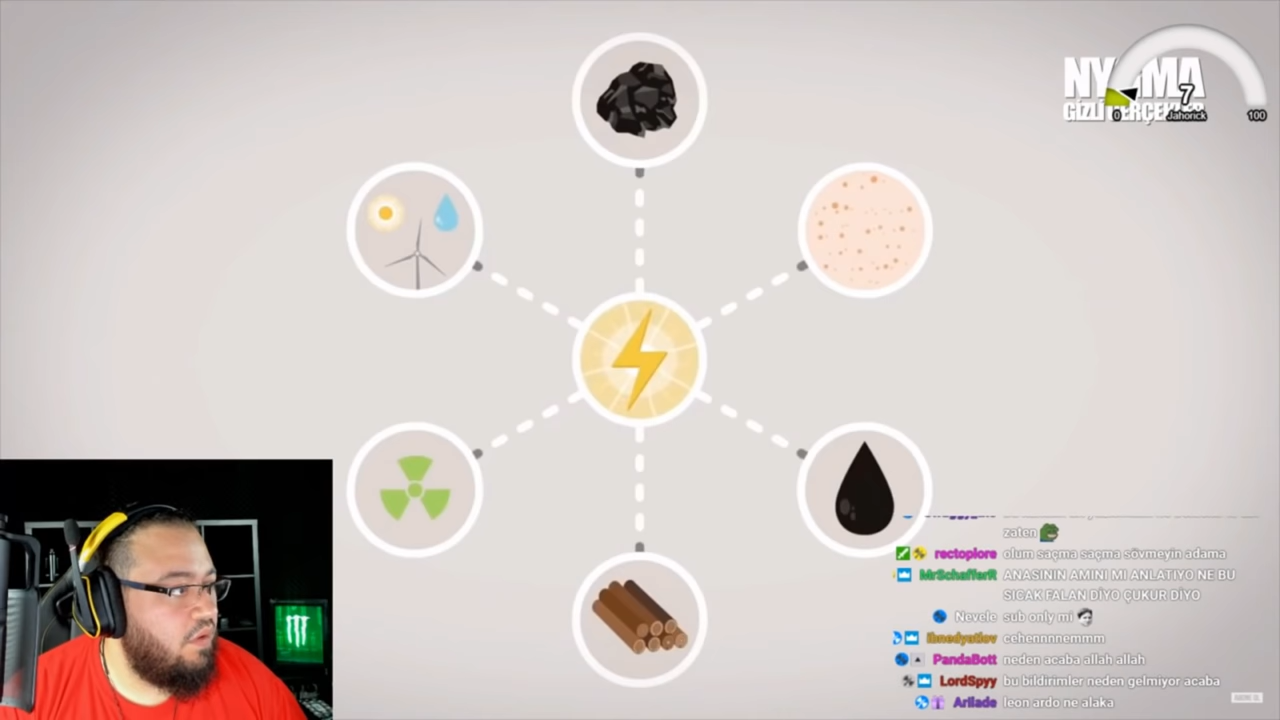 7
0
Jahorick
100
zaten
rectoplore olum saçma saçma sövmeyin adama
MrSchafferR ANASININ AMINI MI ANLATIYO NE BU
SICAK FALAN DİYO ÇUKUR DİYO
Nevele sub only mi
ibnedyatlov cehennnnemmm
PandaBott neden acaba allah allah
LordSpyy bu bildirimler neden gelmiyor acaba
Arilade leon ardo ne alaka